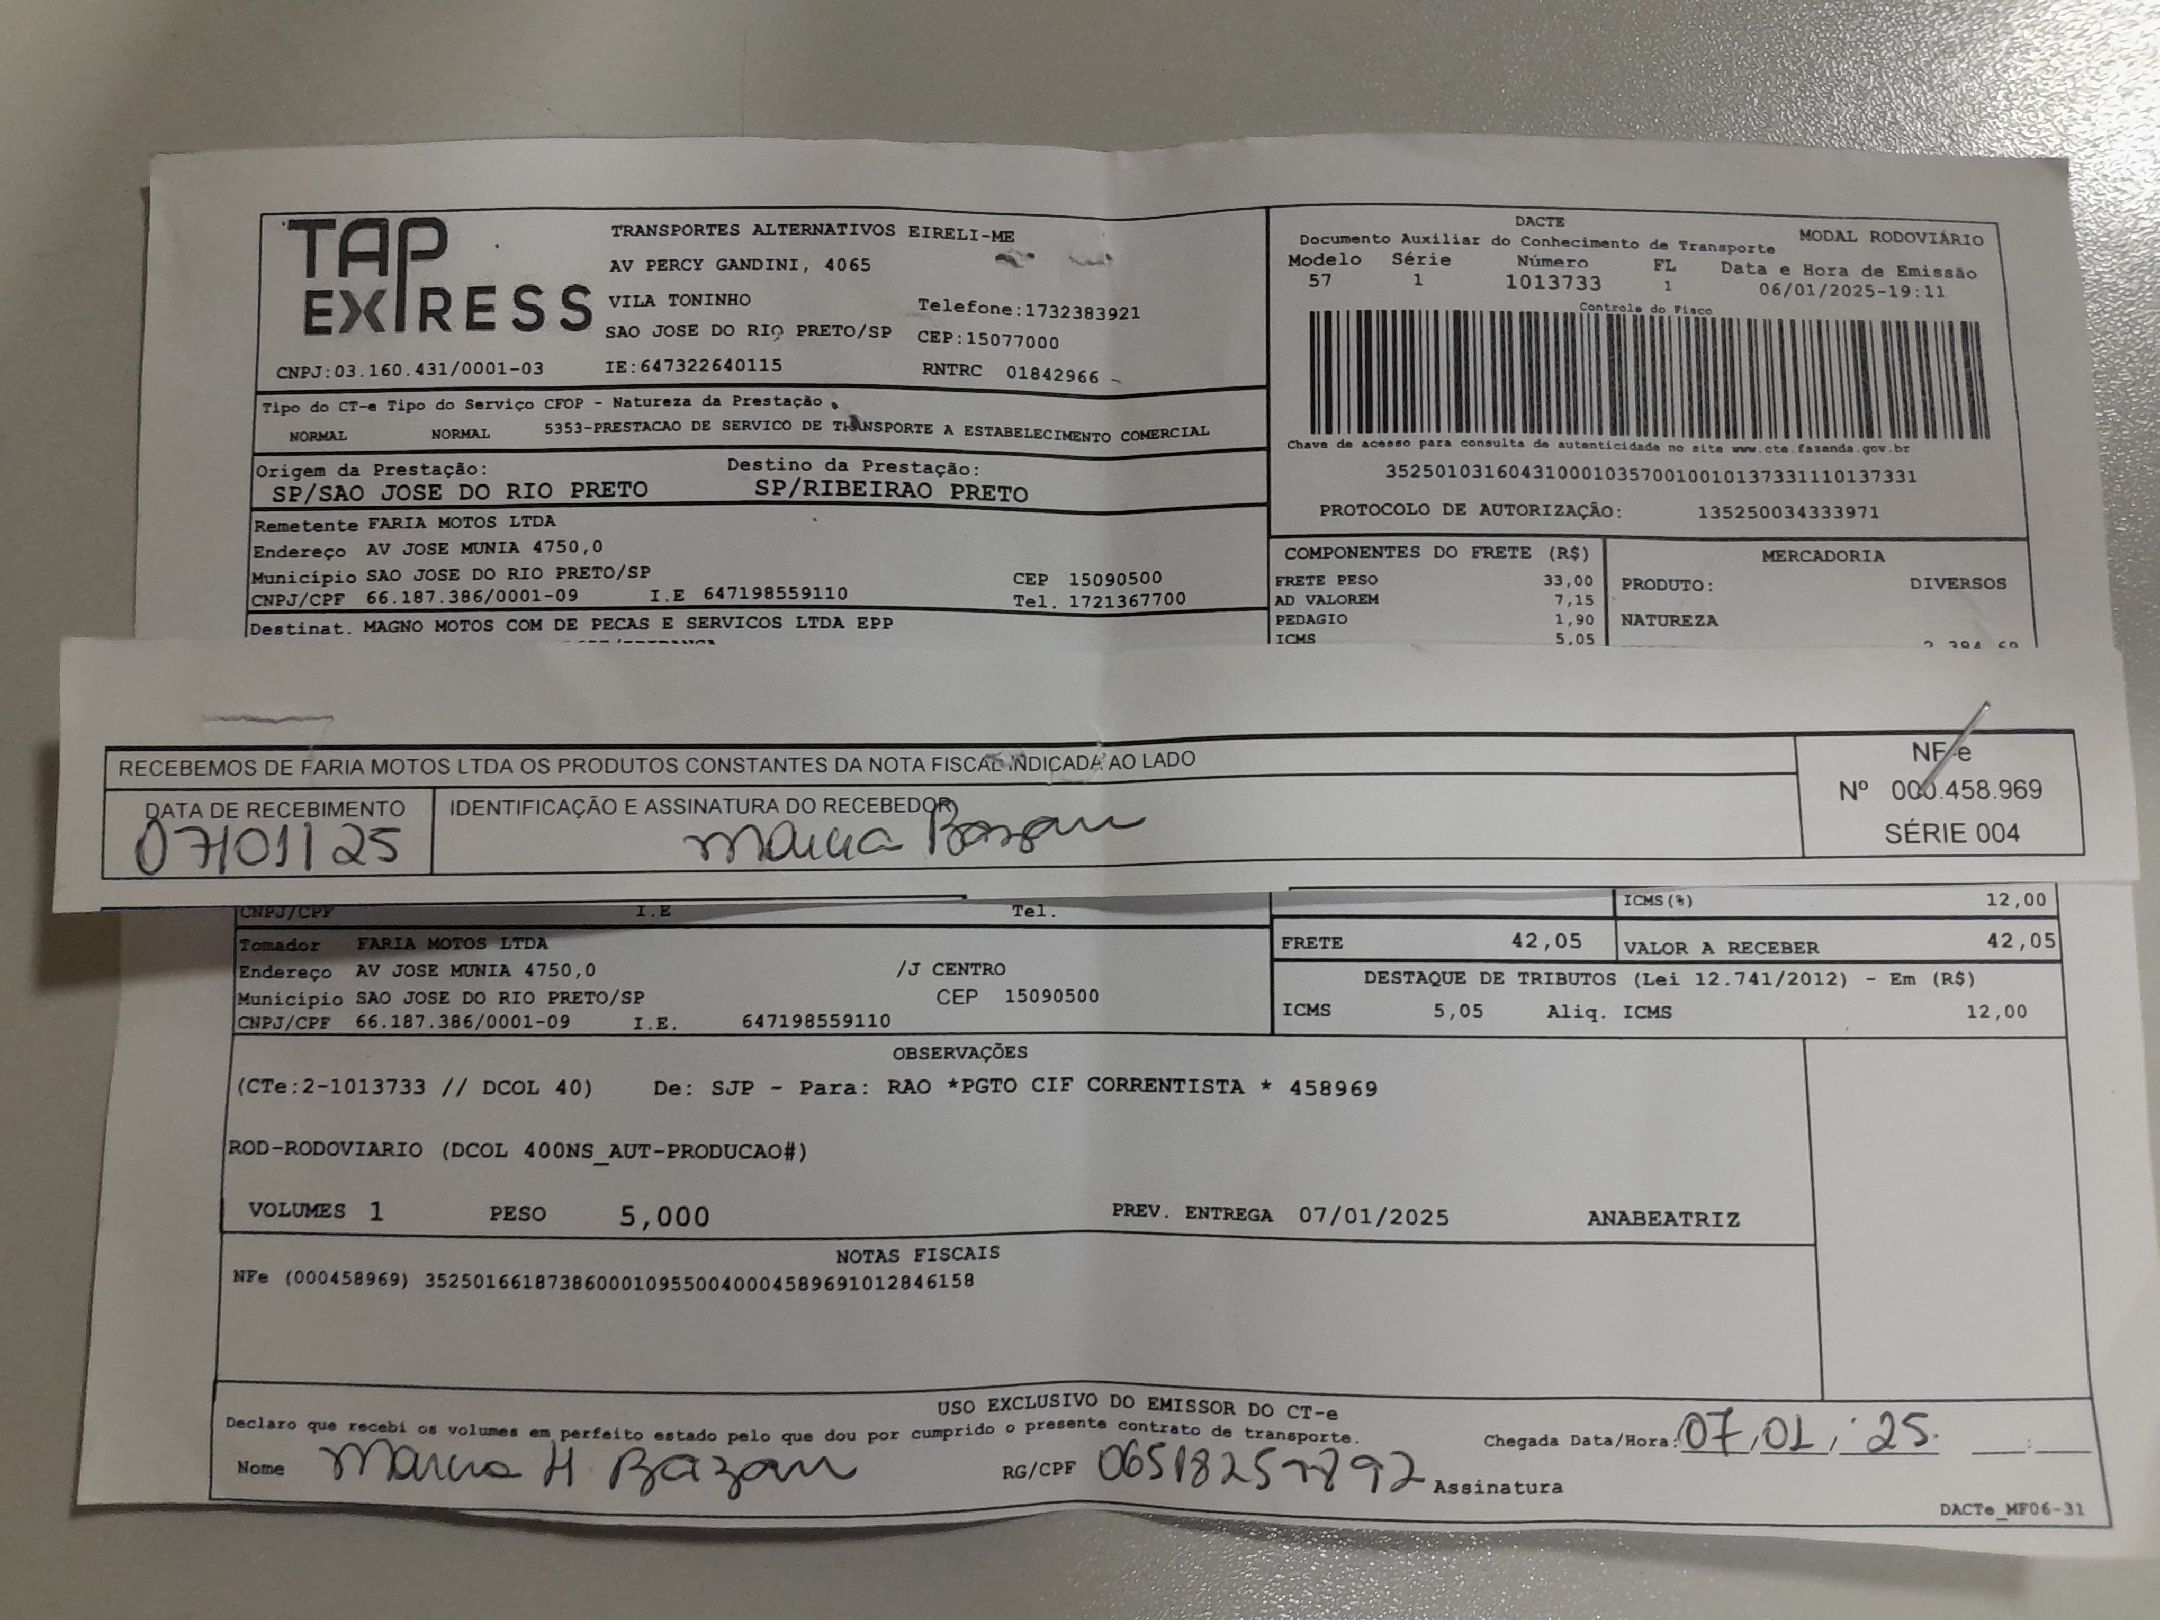 TAP EXPRESS
TRANSPORTES ALTERNATIVOS EIRELI-ME
AV PERCY GANDINI, 4065
VILA TONINHO Telefone:1732383921
SAO JOSE DO RIO PRETO/SP CEP:15077000
CNPJ:03.160.431/0001-03 IE:647322640115 RNTRC 01842966
DACTE
Documento Auxiliar do Conhecimento de Transporte MODAL RODOVIÁRIO
Modelo Série Número FL Data e Hora de Emissão
57 1 1013733 1 06/01/2025-19:11
Controle do Fisco
Chave de acesso para consulta de autenticidade no site www.cte.fazenda.gov.br
35250103160431000103570010010137331110137331
PROTOCOLO DE AUTORIZAÇÃO: 135250034333971
Tipo do CT-e Tipo do Serviço CFOP - Natureza da Prestação
NORMAL NORMAL 5353-PRESTACAO DE SERVICO DE TRANSPORTE A ESTABELECIMENTO COMERCIAL
Origem da Prestação: Destino da Prestação:
SP/SAO JOSE DO RIO PRETO SP/RIBEIRAO PRETO
Remetente FARIA MOTOS LTDA
Endereço AV JOSE MUNIA 4750,0
Município SAO JOSE DO RIO PRETO/SP CEP 15090500
CNPJ/CPF 66.187.386/0001-09 I.E 647198559110 Tel. 1721367700
Destinat. MAGNO MOTOS COM DE PECAS E SERVICOS LTDA EPP
COMPONENTES DO FRETE (R$) MERCADORIA
FRETE PESO 33,00 PRODUTO: DIVERSOS
AD VALOREM 7,15
PEDAGIO 1,90 NATUREZA
ICMS 5,05
RECEBEMOS DE FARIA MOTOS LTDA OS PRODUTOS CONSTANTES DA NOTA FISCAL INDICADA AO LADO
DATA DE RECEBIMENTO IDENTIFICAÇÃO E ASSINATURA DO RECEBEDOR
07/01/25 Marcia Bazan
NF-e
Nº 000.458.969
SÉRIE 004
CNPJ/CPF I.E Tel.
ICMS(%) 12,00
Tomador FARIA MOTOS LTDA
Endereço AV JOSE MUNIA 4750,0 /J CENTRO
Município SAO JOSE DO RIO PRETO/SP CEP 15090500
CNPJ/CPF 66.187.386/0001-09 I.E. 647198559110
FRETE 42,05 VALOR A RECEBER 42,05
DESTAQUE DE TRIBUTOS (Lei 12.741/2012) - Em (R$)
ICMS 5,05 Aliq. ICMS 12,00
OBSERVAÇÕES
(CTe:2-1013733 // DCOL 40) De: SJP - Para: RAO *PGTO CIF CORRENTISTA * 458969
ROD-RODOVIARIO (DCOL 400NS_AUT-PRODUCAO#)
VOLUMES 1 PESO 5,000 PREV. ENTREGA 07/01/2025 ANABEATRIZ
NOTAS FISCAIS
NFe (000458969) 35250166187386000109550040004589691012846158
USO EXCLUSIVO DO EMISSOR DO CT-e
Declaro que recebi os volumes em perfeito estado pelo que dou por cumprido o presente contrato de transporte.
Chegada Data/Hora: 07,01,25 __:__
Nome Marcia H Bazan RG/CPF 06518257892 Assinatura
DACTe_MF06-31